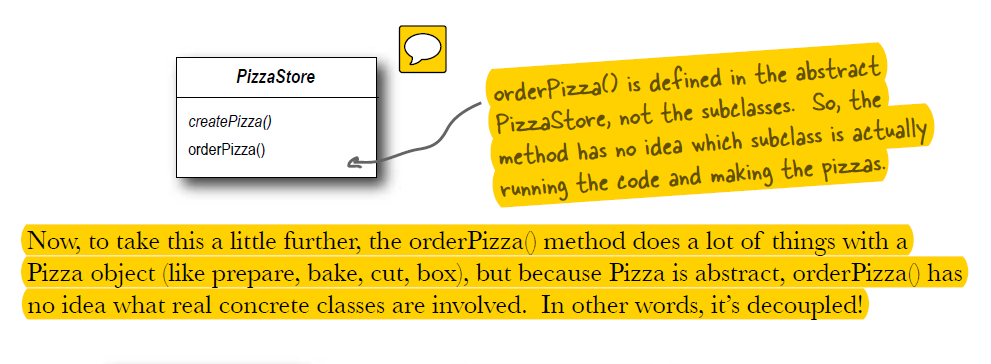 PizzaStore
createPizza()
orderPizza()
orderPizza() is defined in the abstract
PizzaStore, not the subclasses. So, the
method has no idea which subclass is actually
running the code and making the pizzas.
Now, to take this a little further, the orderPizza() method does a lot of things with a
Pizza object (like prepare, bake, cut, box), but because Pizza is abstract, orderPizza() has
no idea what real concrete classes are involved. In other words, it’s decoupled!